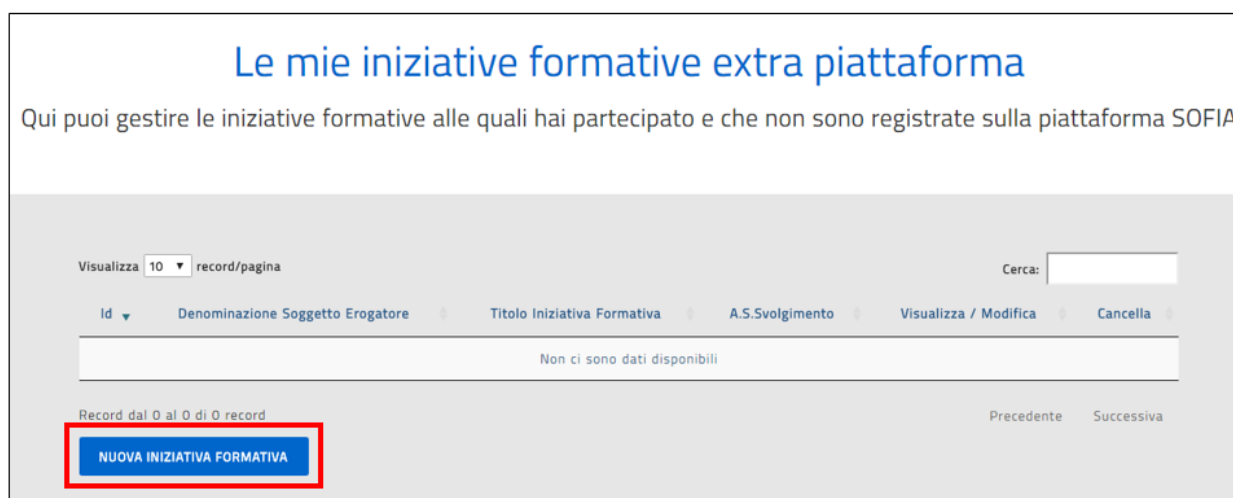 Le mie iniziative formative extra piattaforma
Qui puoi gestire le iniziative formative alle quali hai partecipato e che non sono registrate sulla piattaforma SOFIA
Visualizza 10 record/pagina Cerca:
Id Denominazione Soggetto Erogatore Titolo Iniziativa Formativa A.S.Svolgimento Visualizza / Modifica Cancella
Non ci sono dati disponibili
Record dal 0 al 0 di 0 record Precedente Successiva
NUOVA INIZIATIVA FORMATIVA